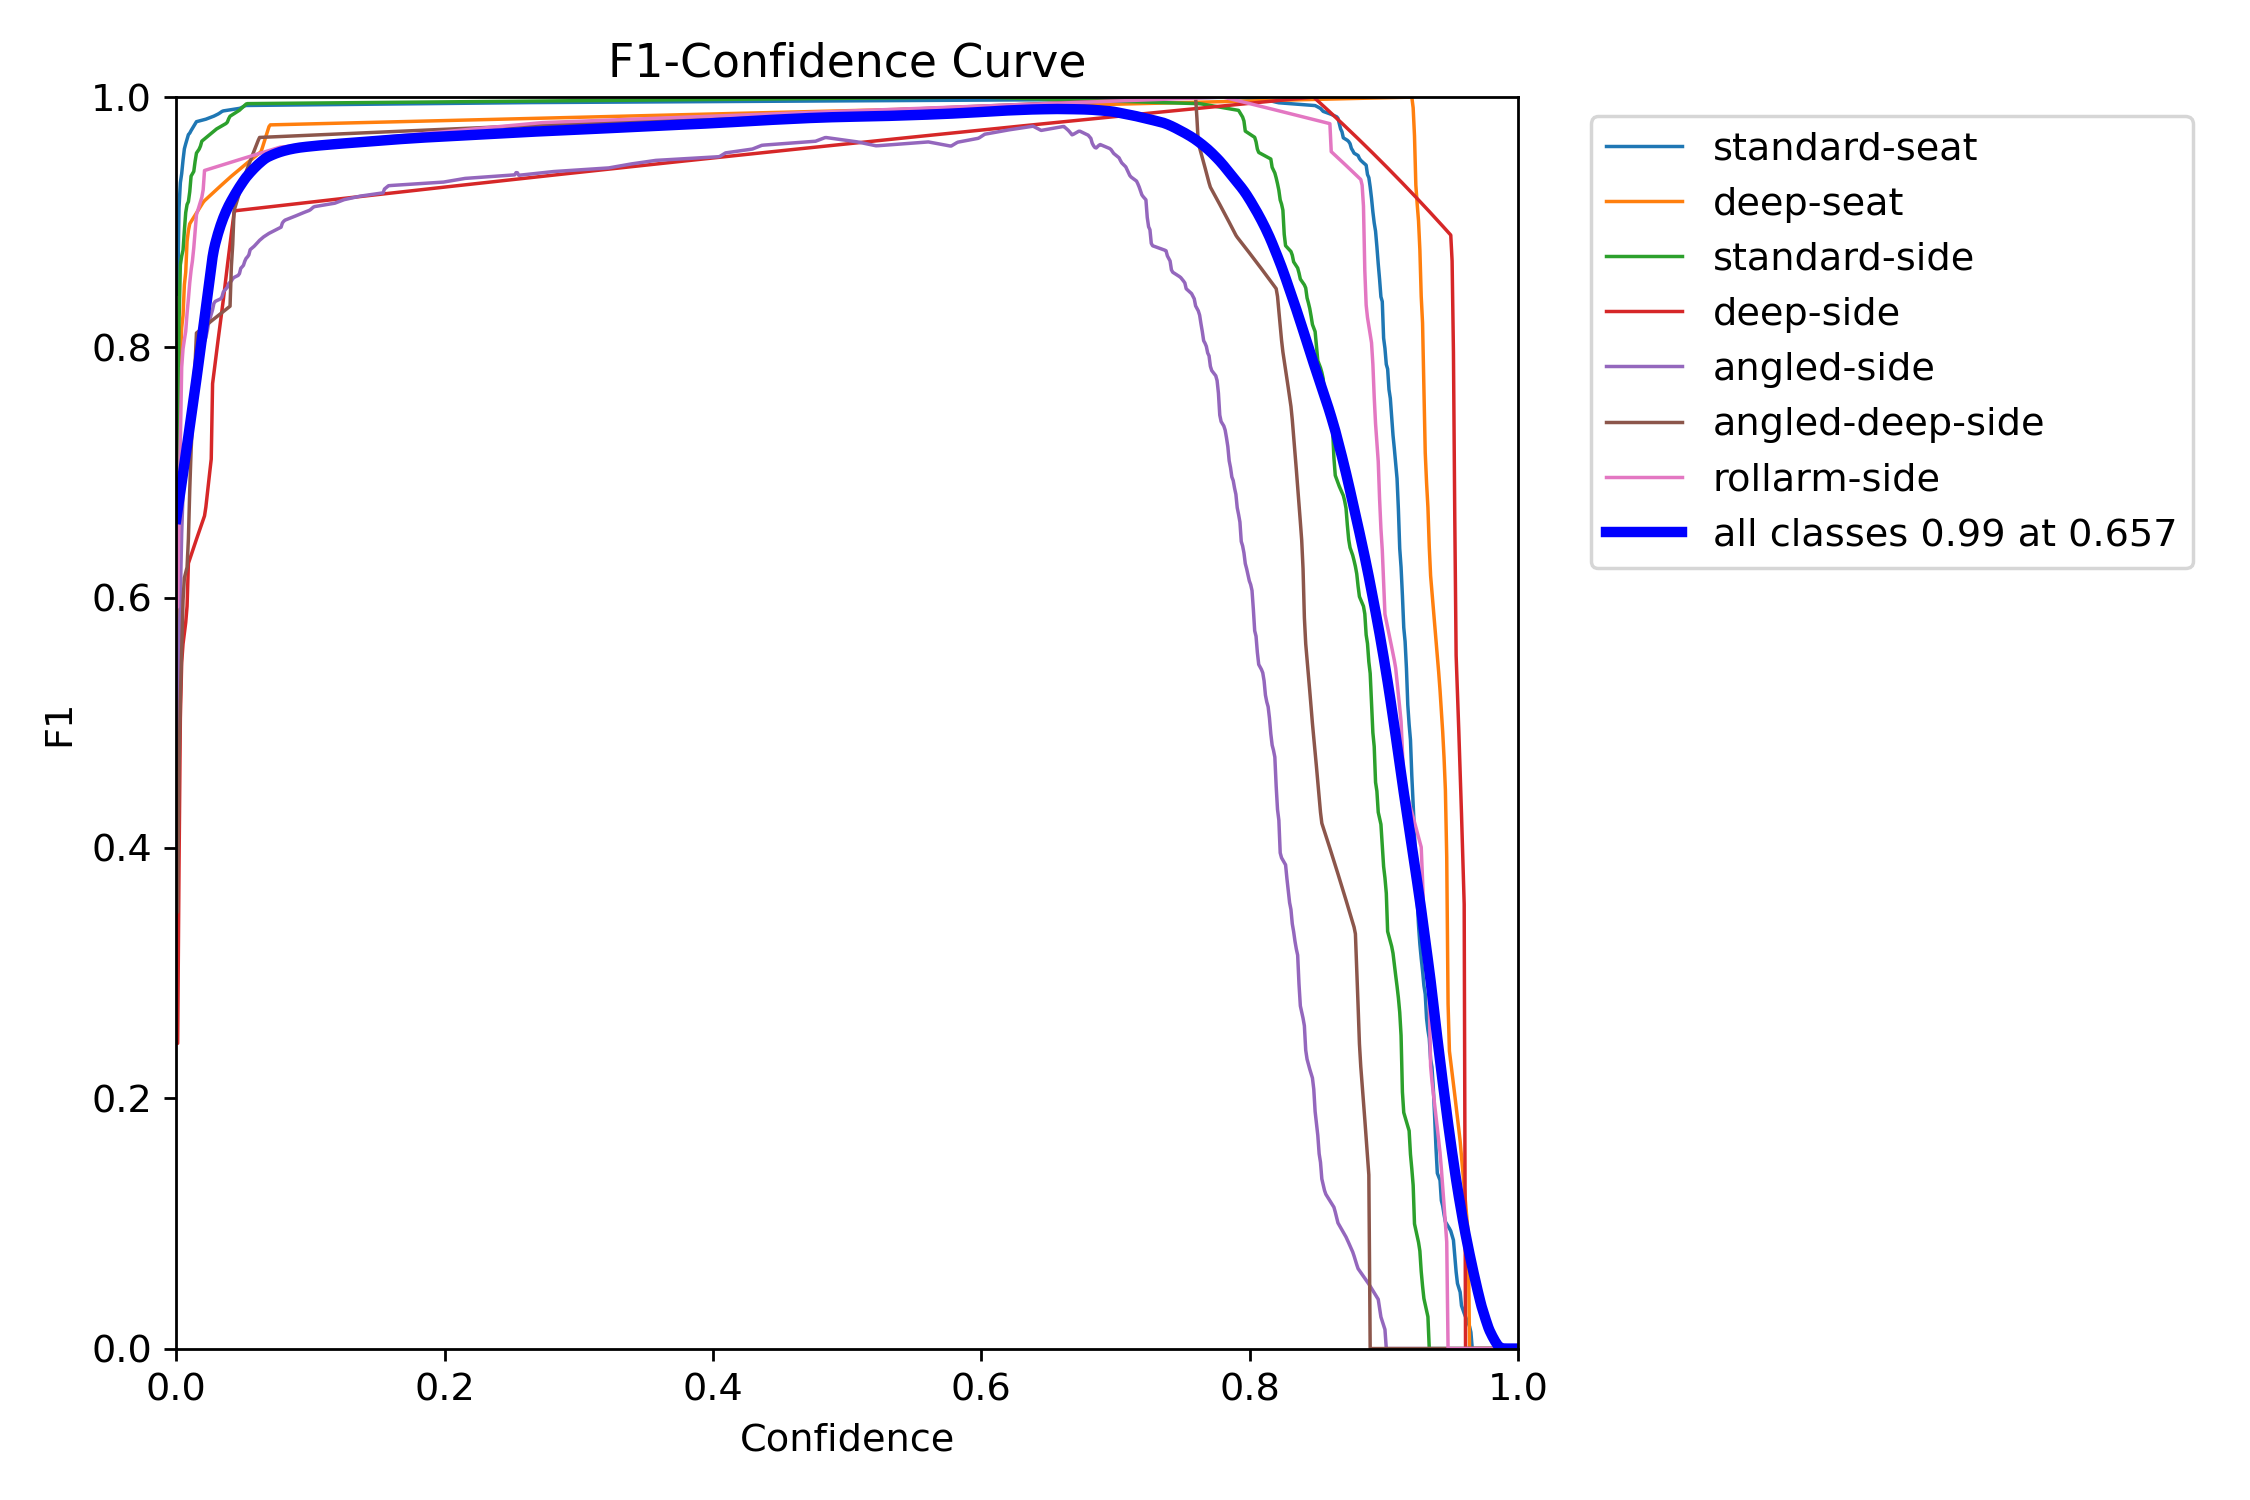 F1-Confidence Curve
1.0
0.8
0.6
0.4
0.2
0.0
F1
0.0 0.2 0.4 0.6 0.8 1.0
Confidence
standard-seat
deep-seat
standard-side
deep-side
angled-side
angled-deep-side
rollarm-side
all classes 0.99 at 0.657